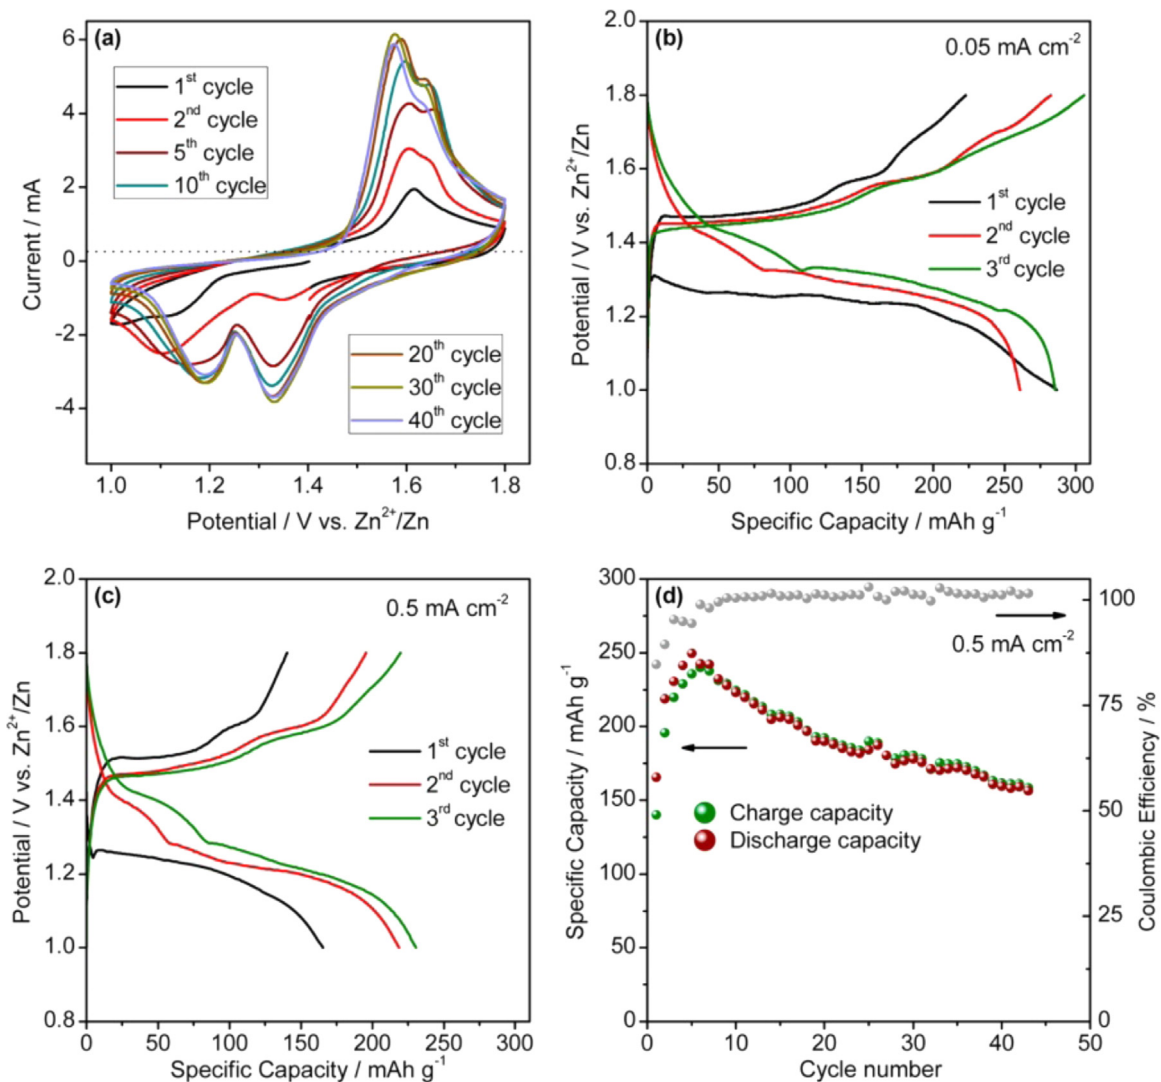 (a)
6
4
2
0
-2
-4
1st cycle
2nd cycle
5th cycle
10th cycle
20th cycle
30th cycle
40th cycle
Current / mA
1.0 1.2 1.4 1.6 1.8
Potential / V vs. Zn2+/Zn
(b)
0.05 mA cm-2
2.0
1.8
1.6
1.4
1.2
1.0
0.8
1st cycle
2nd cycle
3rd cycle
Potential / V vs. Zn2+/Zn
0 50 100 150 200 250 300
Specific Capacity / mAh g-1
(c)
0.5 mA cm-2
2.0
1.8
1.6
1.4
1.2
1.0
0.8
1st cycle
2nd cycle
3rd cycle
Potential / V vs. Zn2+/Zn
0 50 100 150 200 250 300
Specific Capacity / mAh g-1
(d)
300
250
200
150
100
50
0
100
75
50
25
0
0.5 mA cm-2
Charge capacity
Discharge capacity
Specific Capacity / mAh g-1
Coulombic Efficiency / %
0 10 20 30 40 50
Cycle number